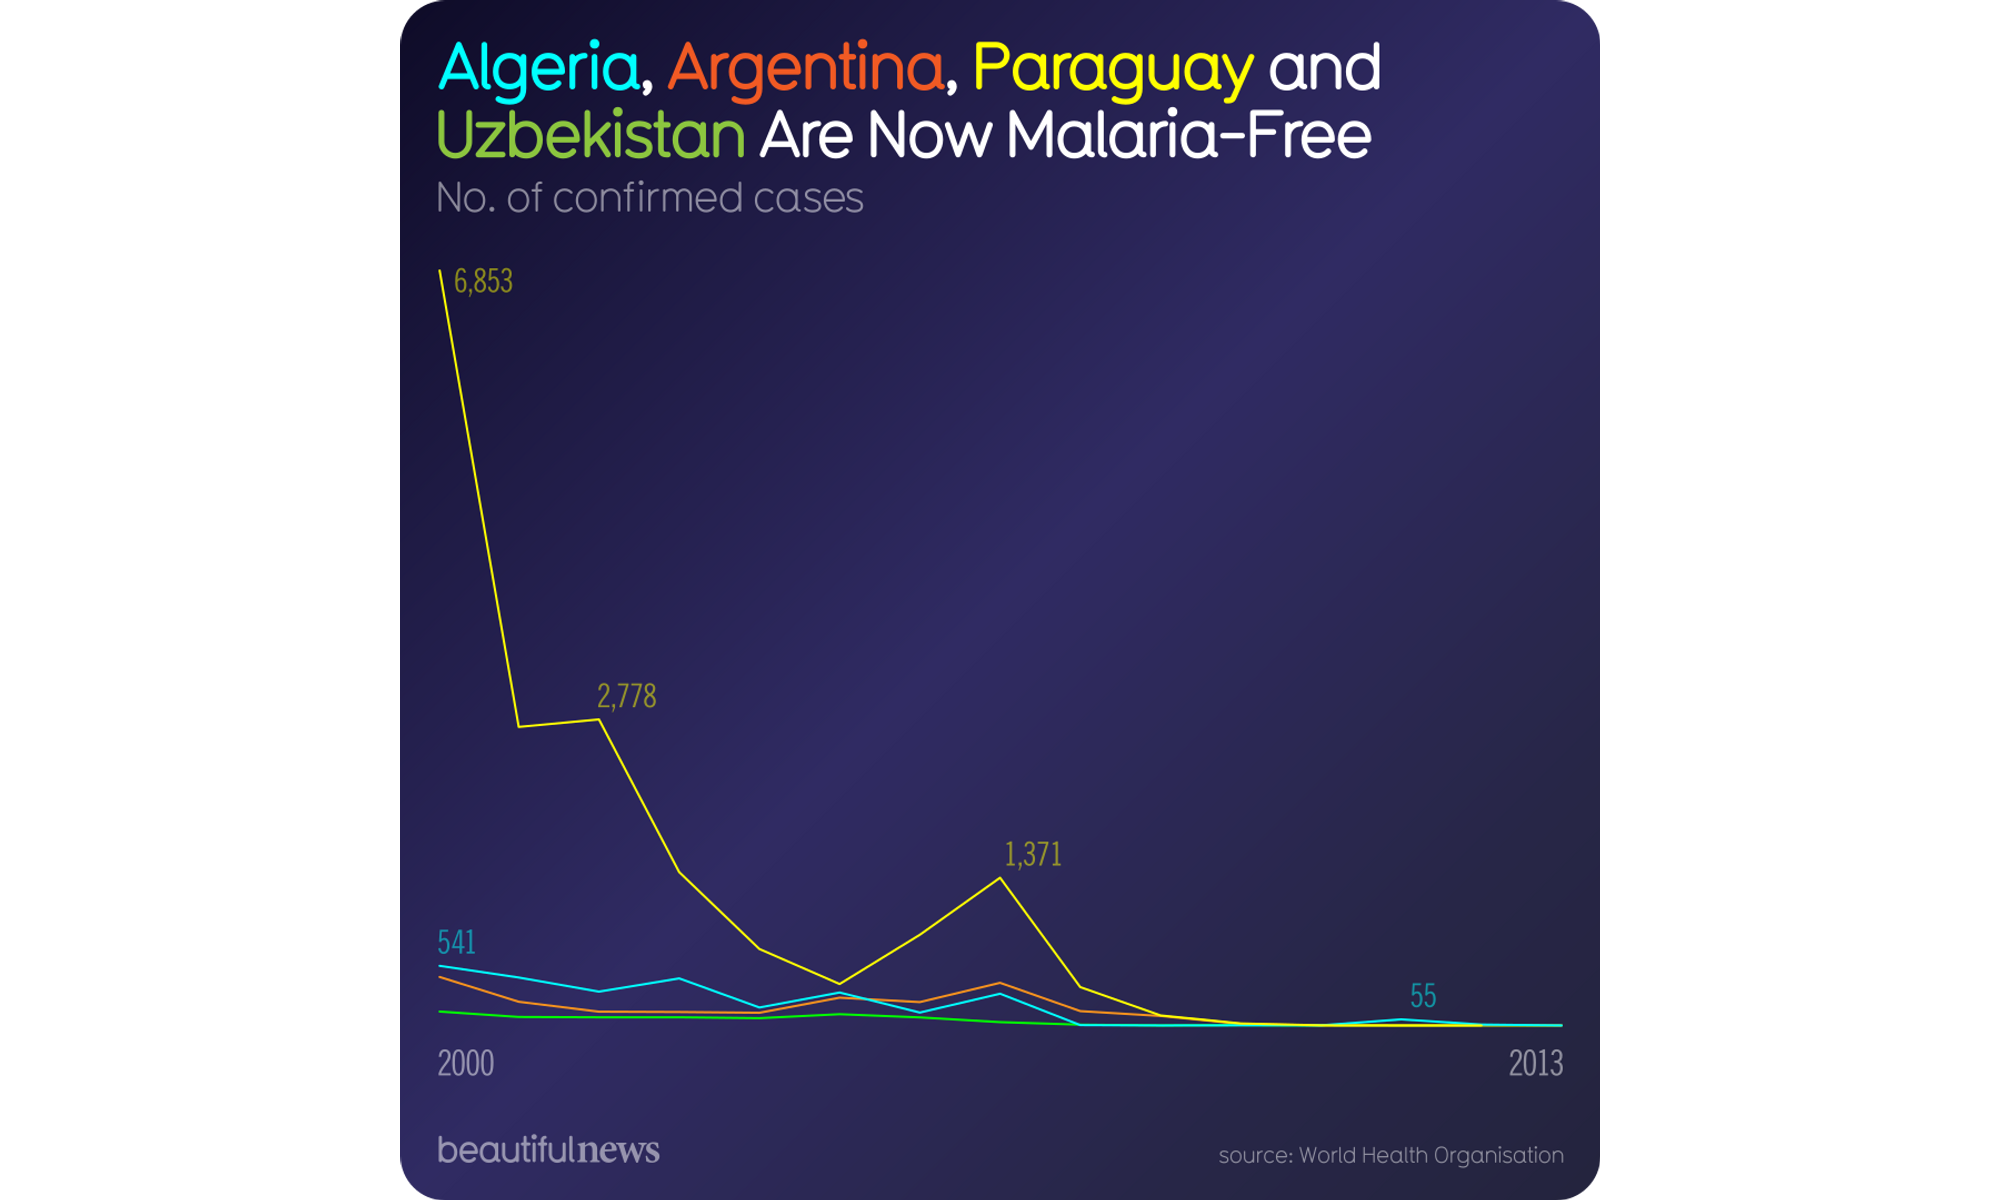 Algeria, Argentina, Paraguay and
Uzbekistan Are Now Malaria-Free
No. of confirmed cases
6,853
2,778
1,371
541
55
2000
2013
beautifulnews
source: World Health Organisation